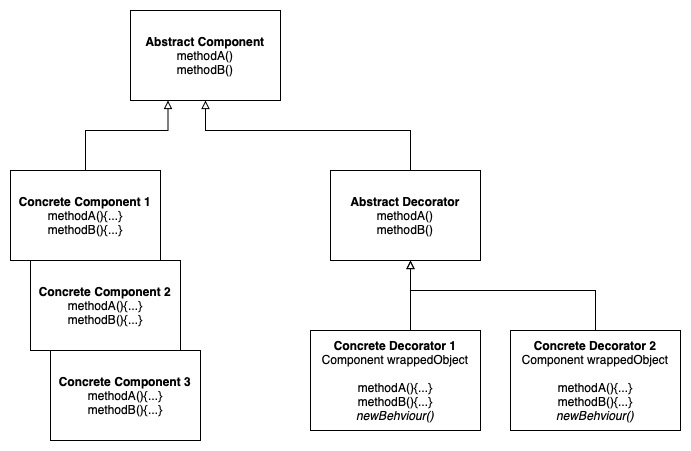 Abstract Component
methodA()
methodB()
Concrete Component 1
methodA(){...}
methodB(){...}
Abstract Decorator
methodA()
methodB()
Concrete Component 2
methodA(){...}
methodB(){...}
Concrete Component 3
methodA(){...}
methodB(){...}
Concrete Decorator 1
Component wrappedObject
methodA(){...}
methodB(){...}
newBehviour()
Concrete Decorator 2
Component wrappedObject
methodA(){...}
methodB(){...}
newBehviour()